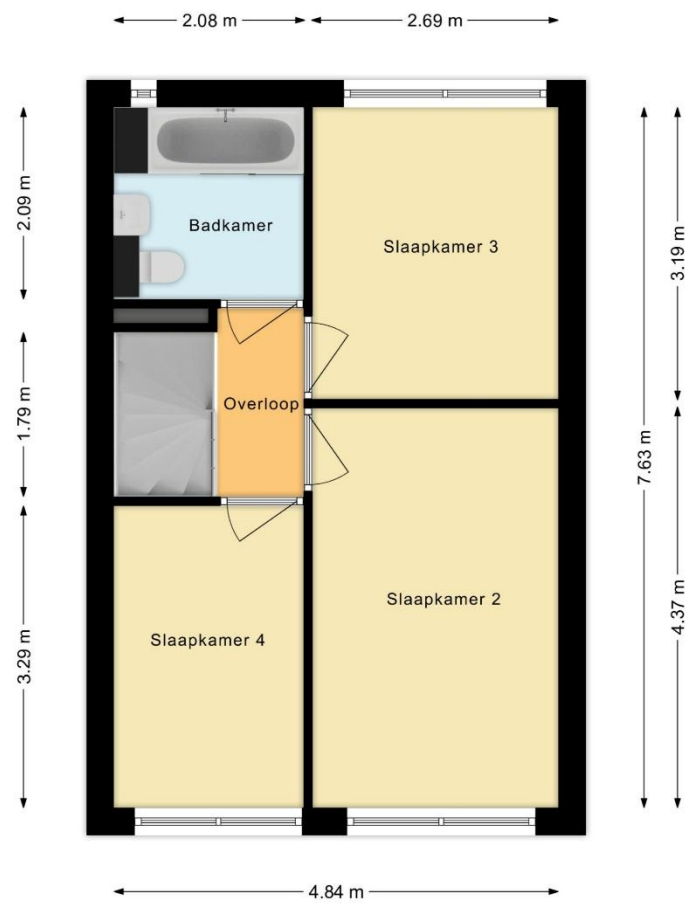 2.08 m
2.69 m
2.09 m
Badkamer
Slaapkamer 3
3.19 m
1.79 m
Overloop
7.63 m
Slaapkamer 2
4.37 m
Slaapkamer 4
3.29 m
4.84 m